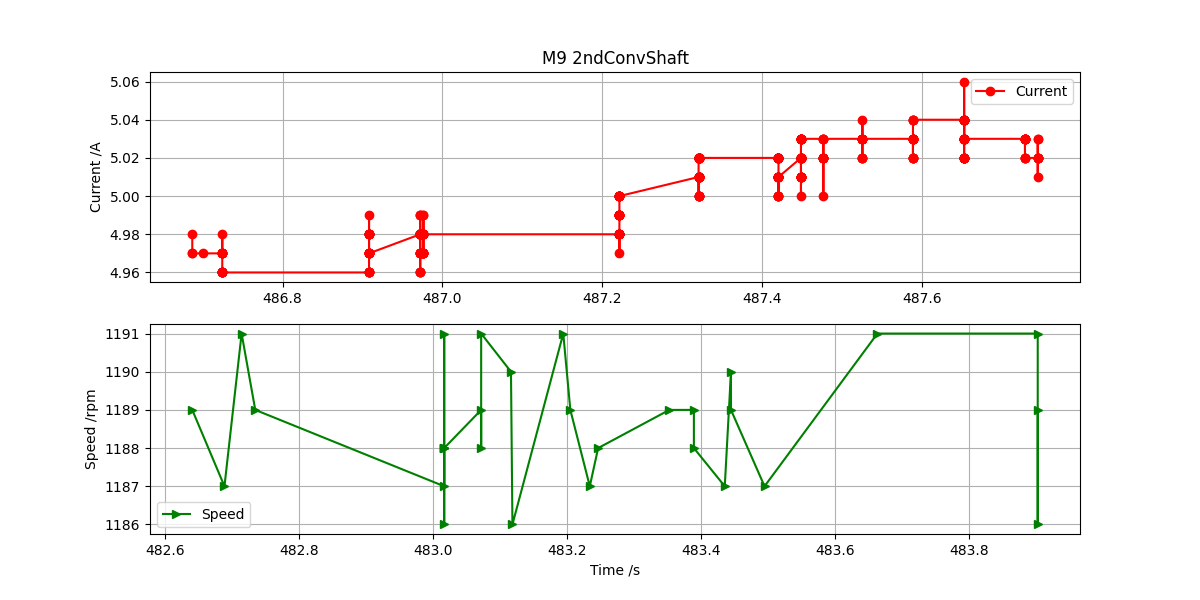 M9 2ndConvShaft
5.06
5.04
5.02
5.00
4.98
4.96
Current /A
Current
486.8 487.0 487.2 487.4 487.6
1191
1190
1189
1188
1187
1186
Speed /rpm
Speed
482.6 482.8 483.0 483.2 483.4 483.6 483.8
Time /s